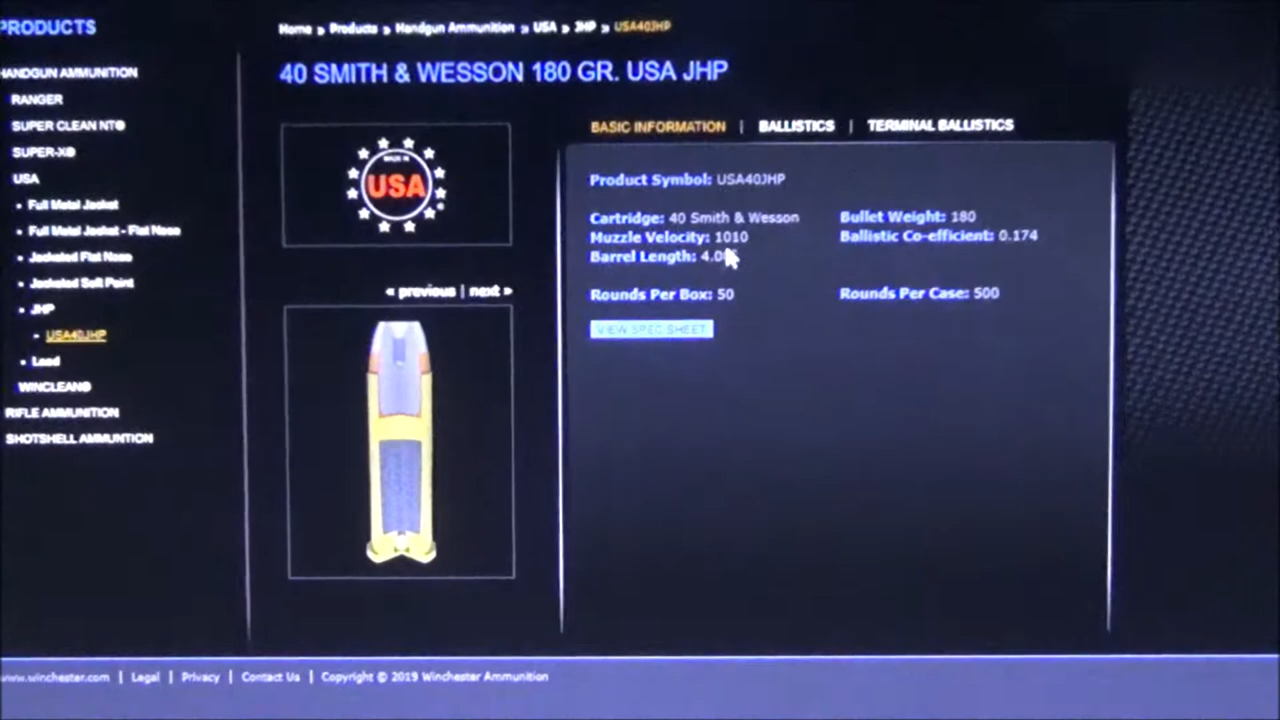 PRODUCTS
HANDGUN AMMUNITION
RANGER
SUPER CLEAN NT®
SUPER-X®
USA
Full Metal Jacket
Full Metal Jacket - Flat Nose
Jacketed Flat Nose
Jacketed Soft Point
JHP
USA40JHP
Lead
WINCLEAN®
RIFLE AMMUNITION
SHOTSHELL AMMUNTION
Home » Products » Handgun Ammunition » USA » JHP » USA40JHP
40 SMITH & WESSON 180 GR. USA JHP
MADE IN
USA
« previous | next »
BASIC INFORMATION | BALLISTICS | TERMINAL BALLISTICS
Product Symbol: USA40JHP
Cartridge: 40 Smith & Wesson
Bullet Weight: 180
Muzzle Velocity: 1010
Ballistic Co-efficient: 0.174
Barrel Length:
Rounds Per Box: 50
Rounds Per Case: 500
VIEW SPEC SHEET
www.winchester.com | Legal | Privacy | Contact Us | Copyright © 2019 Winchester Ammunition